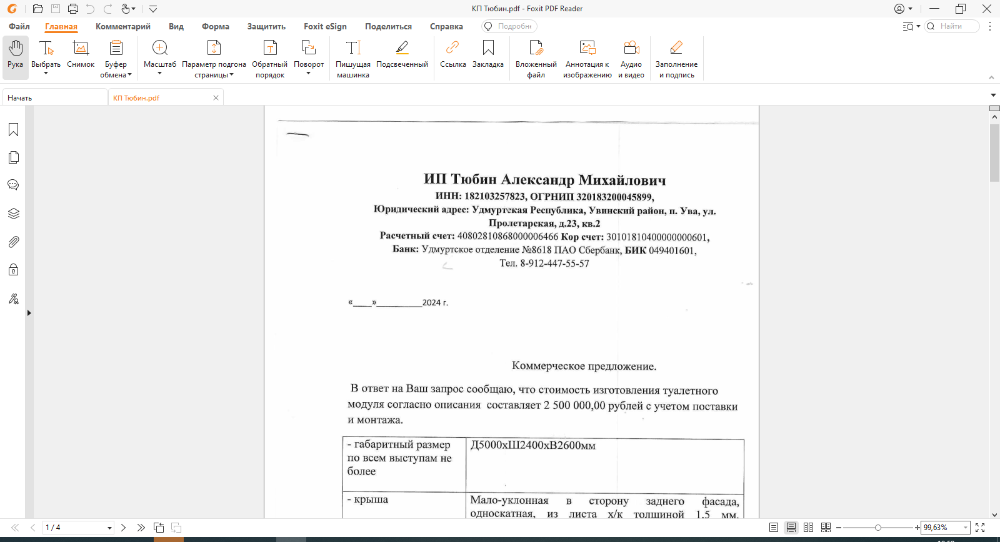 КП Тюбин.pdf - Foxit PDF Reader
Файл Главная Комментарий Вид Форма Защитить Foxit eSign Поделиться Справка Подробне Найти
Рука
Выбрать
Снимок
Буфер
обмена
Масштаб
Параметр подгона
страницы
Обратный
порядок
Поворот
Пишущая
машинка
Подсвеченный
Ссылка
Закладка
Вложенный
файл
Аннотация к
изображению
Аудио
и видео
Заполнение
и подпись
Начать
КП Тюбин.pdf
ИП Тюбин Александр Михайлович
ИНН: 182103257823, ОГРНИП 320183200045899,
Юридический адрес: Удмуртская Республика, Увинский район, п. Ува, ул.
Пролетарская, д.23, кв.2
Расчетный счет: 40802810868000006466 Кор счет: 30101810400000000601,
Банк: Удмуртское отделение №8618 ПАО Сбербанк, БИК 049401601,
Тел. 8-912-447-55-57
«____»__________2024 г.
Коммерческое предложение.
В ответ на Ваш запрос сообщаю, что стоимость изготовления туалетного
модуля согласно описания составляет 2 500 000,00 рублей с учетом поставки
и монтажа.
- габаритный размер
по всем выступам не
более
Д5000хШ2400хВ2600мм
- крыша
Мало-уклонная в сторону заднего фасада,
односкатная, из листа х/к толщиной 1,5 мм.
1 / 4
99,63%